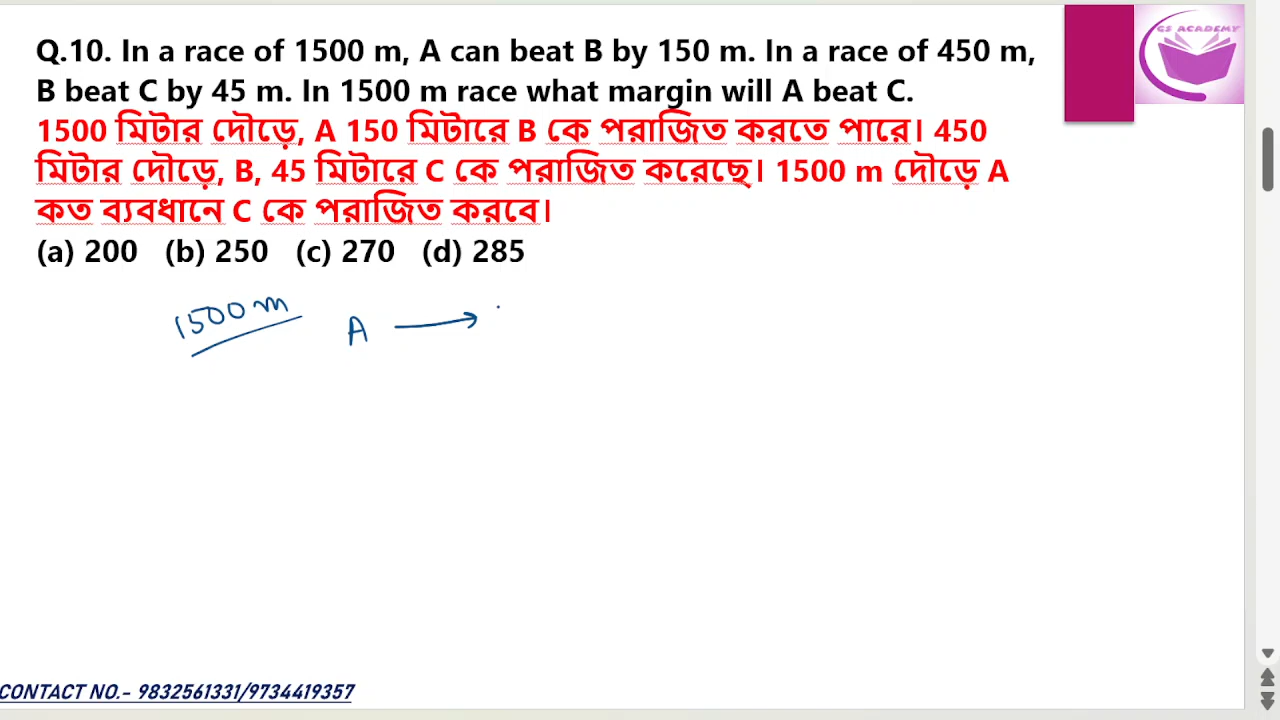 GS ACADEMY
Q.10. In a race of 1500 m, A can beat B by 150 m. In a race of 450 m,
B beat C by 45 m. In 1500 m race what margin will A beat C.
1500 মিটার দৌড়ে, A 150 মিটারে B কে পরাজিত করতে পারে। 450
মিটার দৌড়ে, B, 45 মিটারে C কে পরাজিত করেছে। 1500 m দৌড়ে A
কত ব্যবধানে C কে পরাজিত করবে।
(a) 200 (b) 250 (c) 270 (d) 285
1500 m A →
CONTACT NO.- 9832561331/9734419357